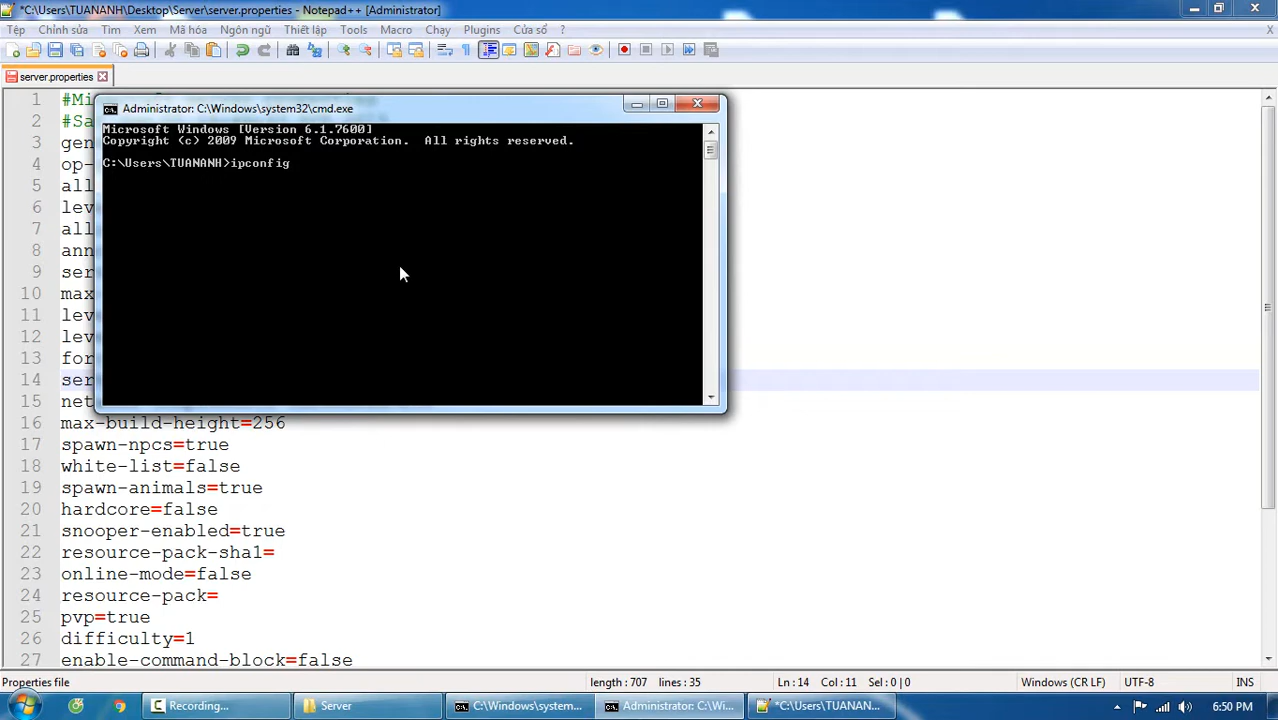 *C:\Users\TUANANH\Desktop\Server\server.properties - Notepad++ [Administrator]
Tệp Chỉnh sửa Tìm Xem Mã hóa Ngôn ngữ Thiết lập Tools Macro Chạy Plugins Cửa sổ ? X
server.properties
Administrator: C:\Windows\system32\cmd.exe
Microsoft Windows [Version 6.1.7600]
Copyright (c) 2009 Microsoft Corporation. All rights reserved.
C:\Users\TUANANH>ipconfig
1 #Mi
2 #Sa
3 gen
4 op-
5 all
6 lev
7 all
8 ann
9 ser
10 max
11 lev
12 lev
13 for
14 ser
15 net
16 max-build-height=256
17 spawn-npcs=true
18 white-list=false
19 spawn-animals=true
20 hardcore=false
21 snooper-enabled=true
22 resource-pack-sha1=
23 online-mode=false
24 resource-pack=
25 pvp=true
26 difficulty=1
27 enable-command-block=false
Properties file length : 707 lines : 35 Ln : 14 Col : 11 Sel : 0 | 0 Windows (CR LF) UTF-8 INS
Recording... Server C:\Windows\system... Administrator: C:\Wi... *C:\Users\TUANAN... 6:50 PM